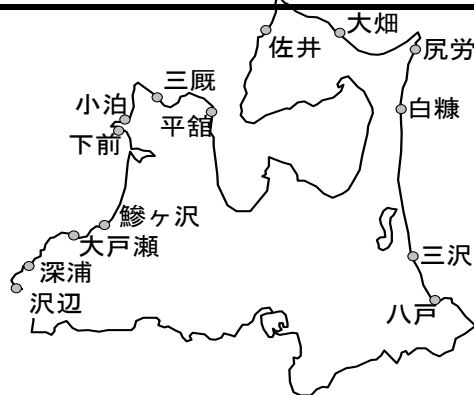 大畑
佐井
尻労
三厩
小泊
平舘
白糠
下前
鰺ヶ沢
大戸瀬
三沢
深浦
沢辺
八戸